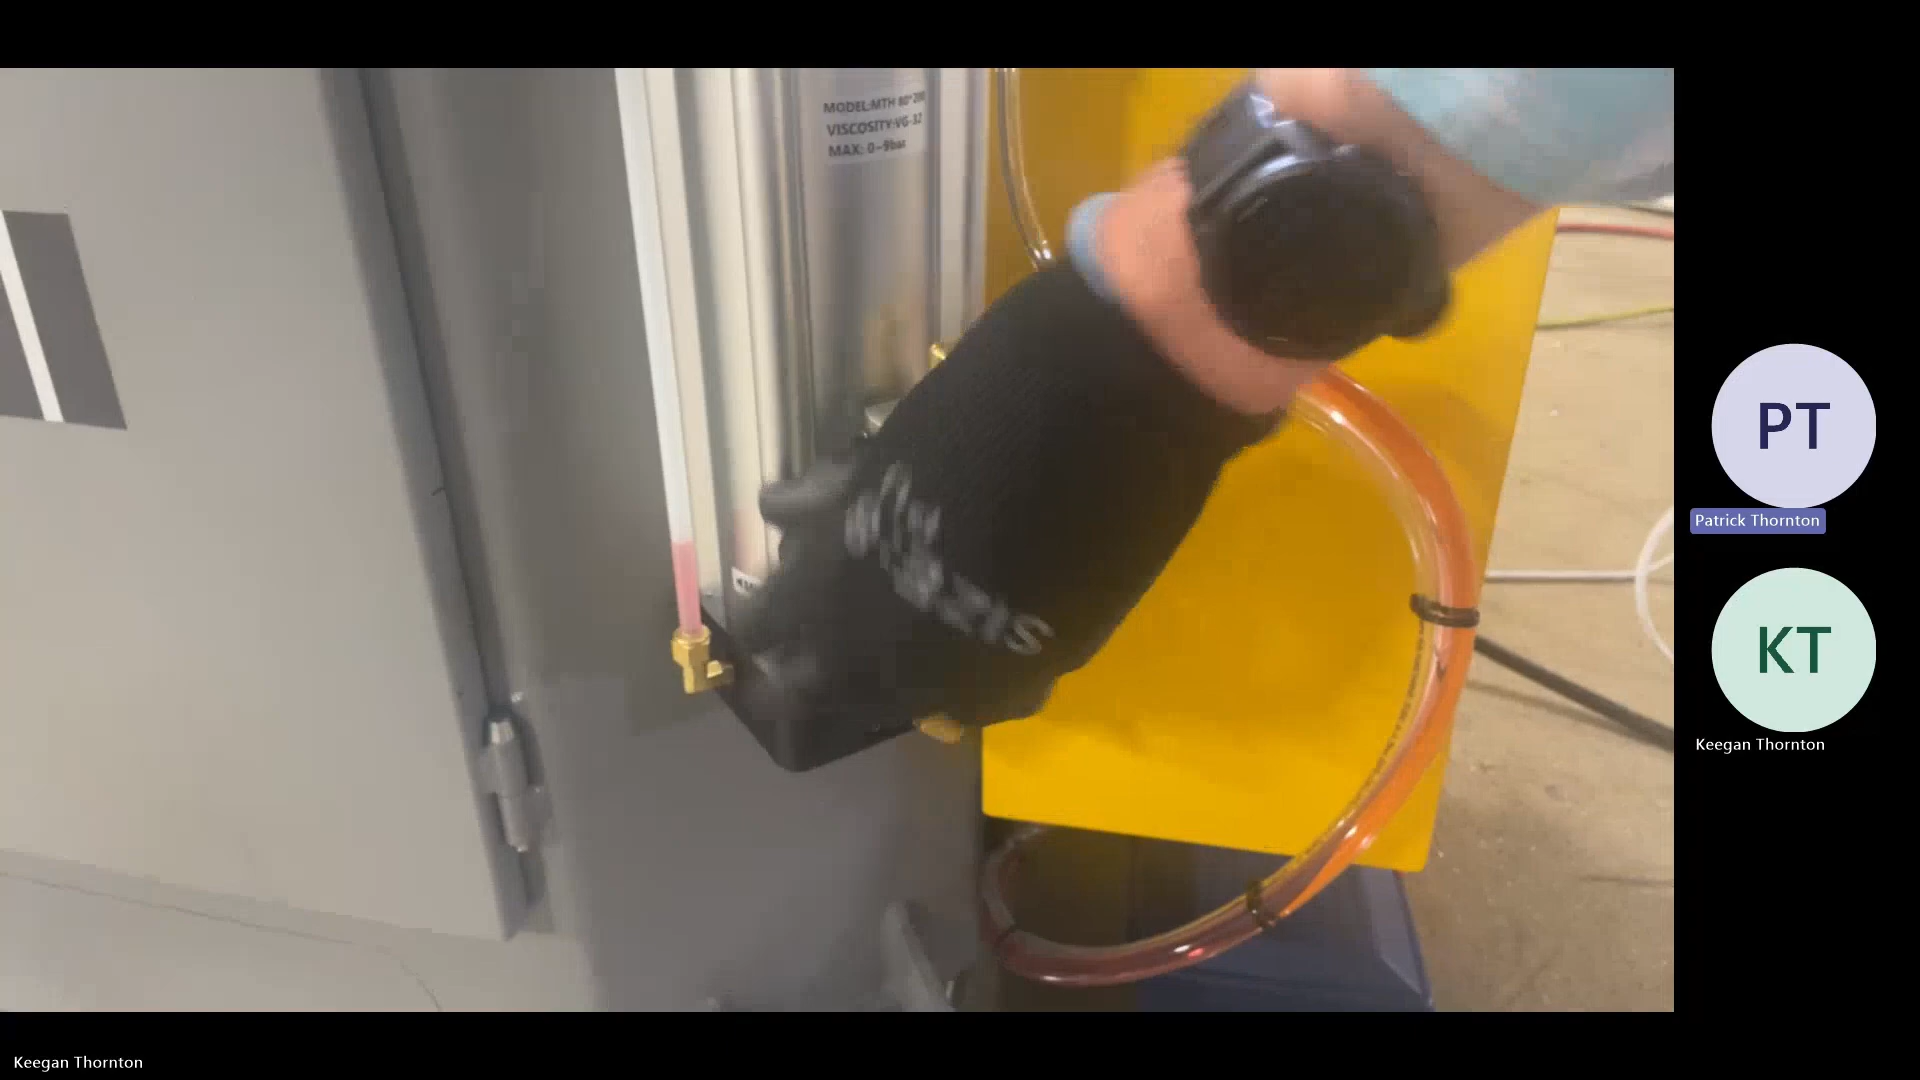 MODEL:MTH 80*200
VISCOSITY:VG-32
MAX: 0~9bar
PT
Patrick Thornton
KT
Keegan Thornton
Keegan Thornton